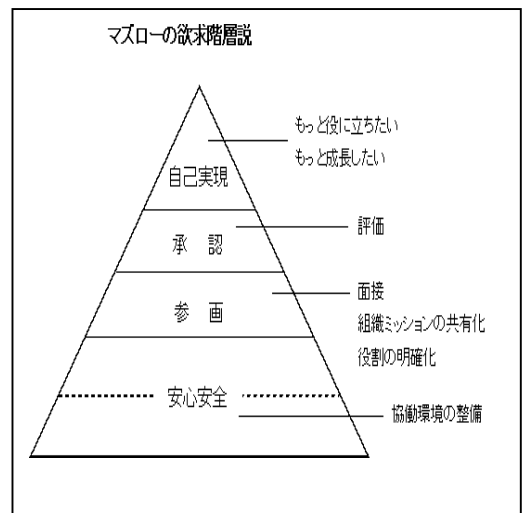 マズローの欲求階層説
もっと役に立ちたい
もっと成長したい
自己実現
承 認
評価
参 画
面接
組織ミッションの共有化
役割の明確化
安心安全
協働環境の整備